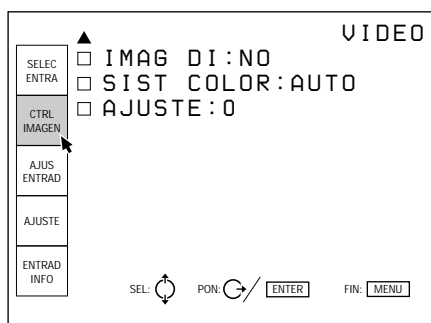 VIDEO
SELEC
ENTRA
CTRL
IMAGEN
AJUS
ENTRAD
AJUSTE
ENTRAD
INFO
IMAG DI:NO
SIST COLOR:AUTO
AJUSTE:0
SEL: PON: / ENTER FIN: MENU